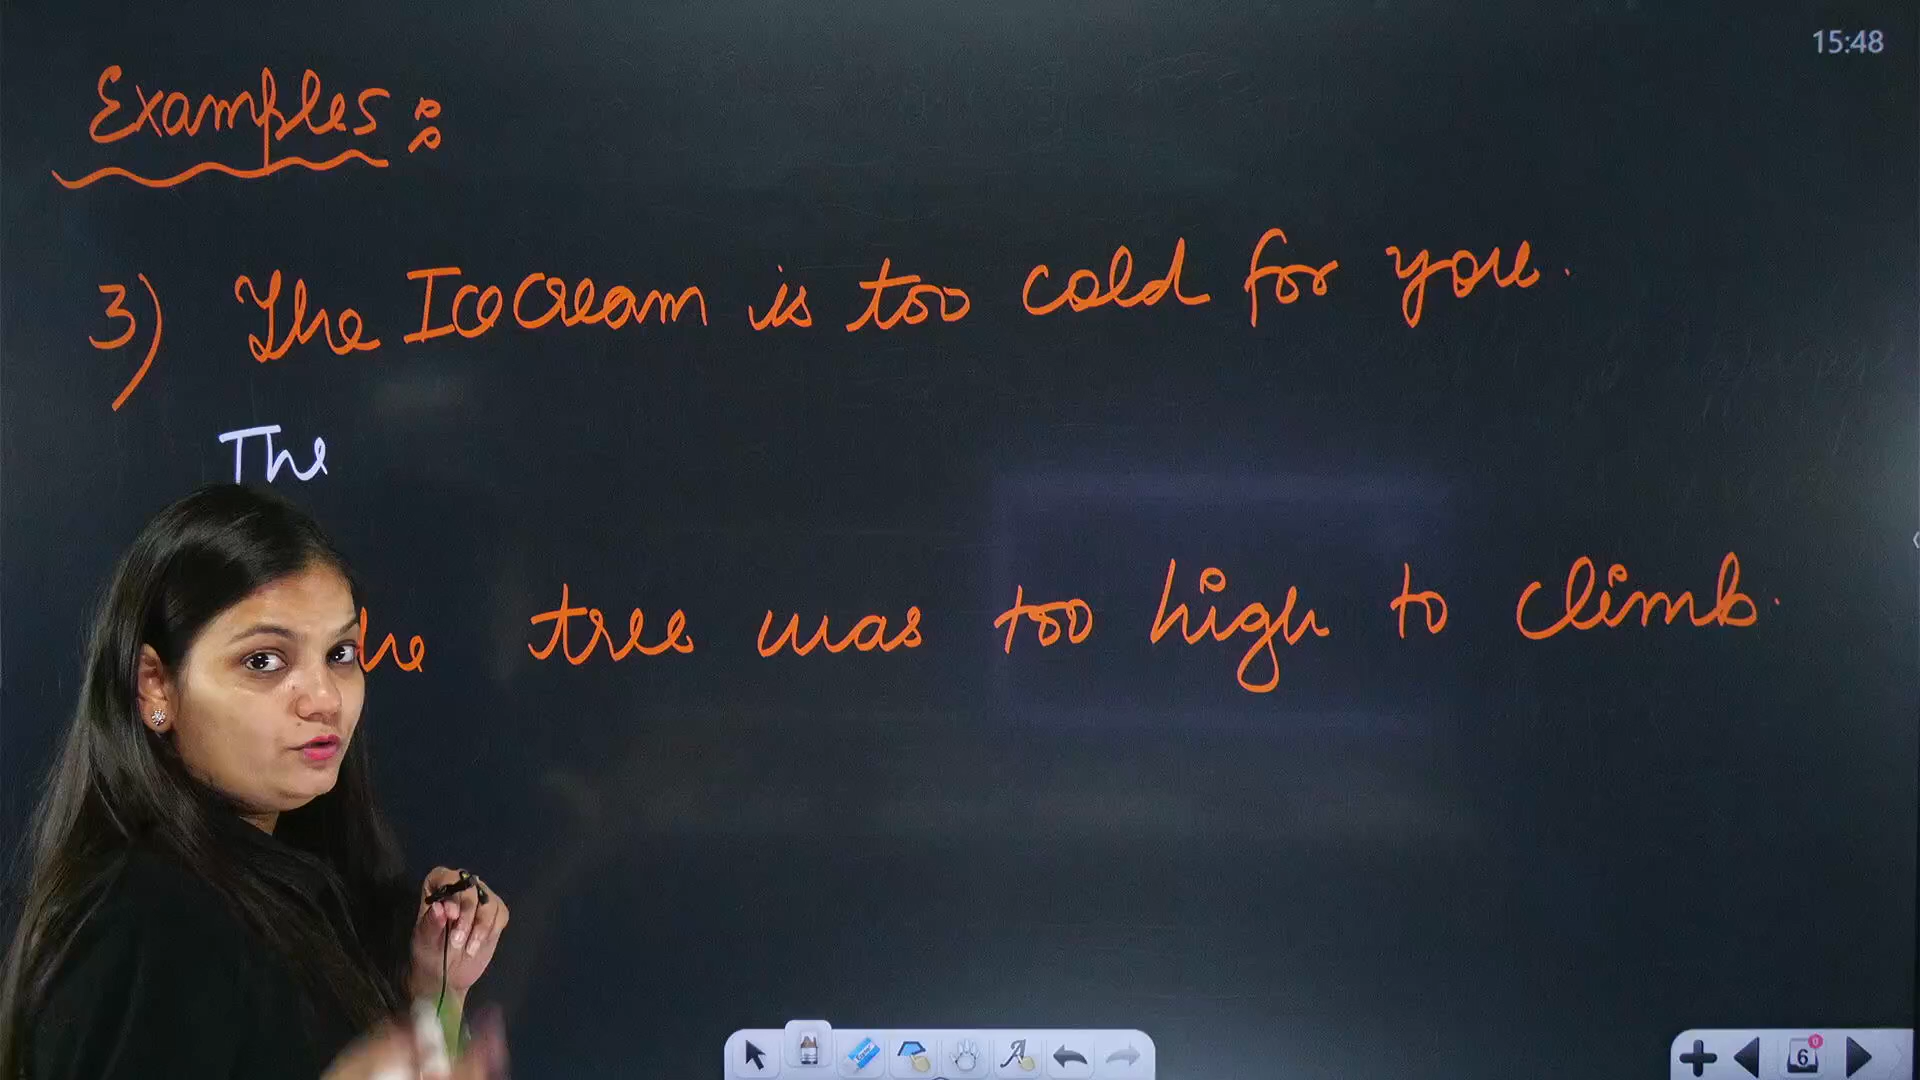 15:48
Examples:
3) The Icecream is too cold for you.
The
he tree was too high to climb.
6